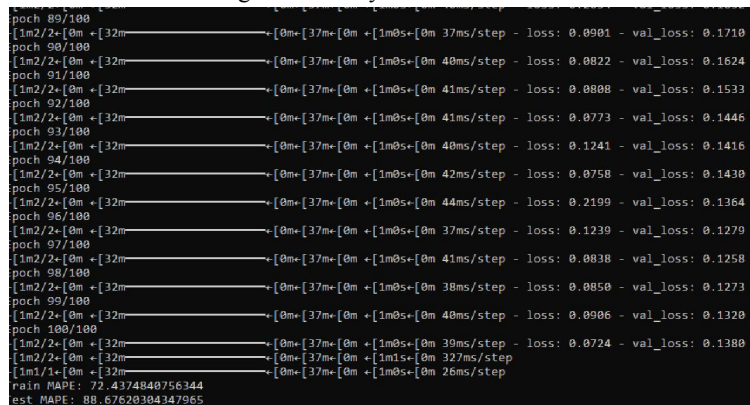 poch 89/100
[1m2/2←[0m ←[32m━━━━━━━━━━━━━━━━━━━━←[0m←[37m←[0m ←[1m0s←[0m 37ms/step - loss: 0.0901 - val_loss: 0.1710
poch 90/100
[1m2/2←[0m ←[32m━━━━━━━━━━━━━━━━━━━━←[0m←[37m←[0m ←[1m0s←[0m 40ms/step - loss: 0.0822 - val_loss: 0.1624
poch 91/100
[1m2/2←[0m ←[32m━━━━━━━━━━━━━━━━━━━━←[0m←[37m←[0m ←[1m0s←[0m 41ms/step - loss: 0.0808 - val_loss: 0.1533
poch 92/100
[1m2/2←[0m ←[32m━━━━━━━━━━━━━━━━━━━━←[0m←[37m←[0m ←[1m0s←[0m 41ms/step - loss: 0.0773 - val_loss: 0.1446
poch 93/100
[1m2/2←[0m ←[32m━━━━━━━━━━━━━━━━━━━━←[0m←[37m←[0m ←[1m0s←[0m 40ms/step - loss: 0.1241 - val_loss: 0.1416
poch 94/100
[1m2/2←[0m ←[32m━━━━━━━━━━━━━━━━━━━━←[0m←[37m←[0m ←[1m0s←[0m 42ms/step - loss: 0.0758 - val_loss: 0.1430
poch 95/100
[1m2/2←[0m ←[32m━━━━━━━━━━━━━━━━━━━━←[0m←[37m←[0m ←[1m0s←[0m 44ms/step - loss: 0.2199 - val_loss: 0.1364
poch 96/100
[1m2/2←[0m ←[32m━━━━━━━━━━━━━━━━━━━━←[0m←[37m←[0m ←[1m0s←[0m 37ms/step - loss: 0.1239 - val_loss: 0.1279
poch 97/100
[1m2/2←[0m ←[32m━━━━━━━━━━━━━━━━━━━━←[0m←[37m←[0m ←[1m0s←[0m 41ms/step - loss: 0.0838 - val_loss: 0.1258
poch 98/100
[1m2/2←[0m ←[32m━━━━━━━━━━━━━━━━━━━━←[0m←[37m←[0m ←[1m0s←[0m 38ms/step - loss: 0.0850 - val_loss: 0.1273
poch 99/100
[1m2/2←[0m ←[32m━━━━━━━━━━━━━━━━━━━━←[0m←[37m←[0m ←[1m0s←[0m 40ms/step - loss: 0.0906 - val_loss: 0.1320
poch 100/100
[1m2/2←[0m ←[32m━━━━━━━━━━━━━━━━━━━━←[0m←[37m←[0m ←[1m0s←[0m 39ms/step - loss: 0.0724 - val_loss: 0.1380
[1m2/2←[0m ←[32m━━━━━━━━━━━━━━━━━━━━←[0m←[37m←[0m ←[1m1s←[0m 327ms/step
[1m1/1←[0m ←[32m━━━━━━━━━━━━━━━━━━━━←[0m←[37m←[0m ←[1m0s←[0m 26ms/step
rain MAPE: 72.4374840756344
est MAPE: 88.67620304347965